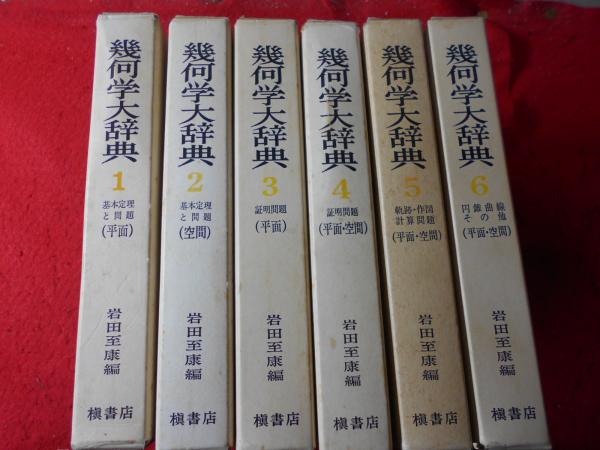 幾何学大辞典
1
基本定理
と問題
(平面)
岩田至康編
槇書店
幾何学大辞典
2
基本定理
と問題
(空間)
岩田至康編
槇書店
幾何学大辞典
3
証明問題
(平面)
岩田至康編
槇書店
幾何学大辞典
4
証明問題
(平面・空間)
岩田至康編
槇書店
幾何学大辞典
5
軌跡・作図
計算問題
(平面・空間)
岩田至康編
槇書店
幾何学大辞典
6
円錐曲線
その他
(平面・空間)
岩田至康編
槇書店